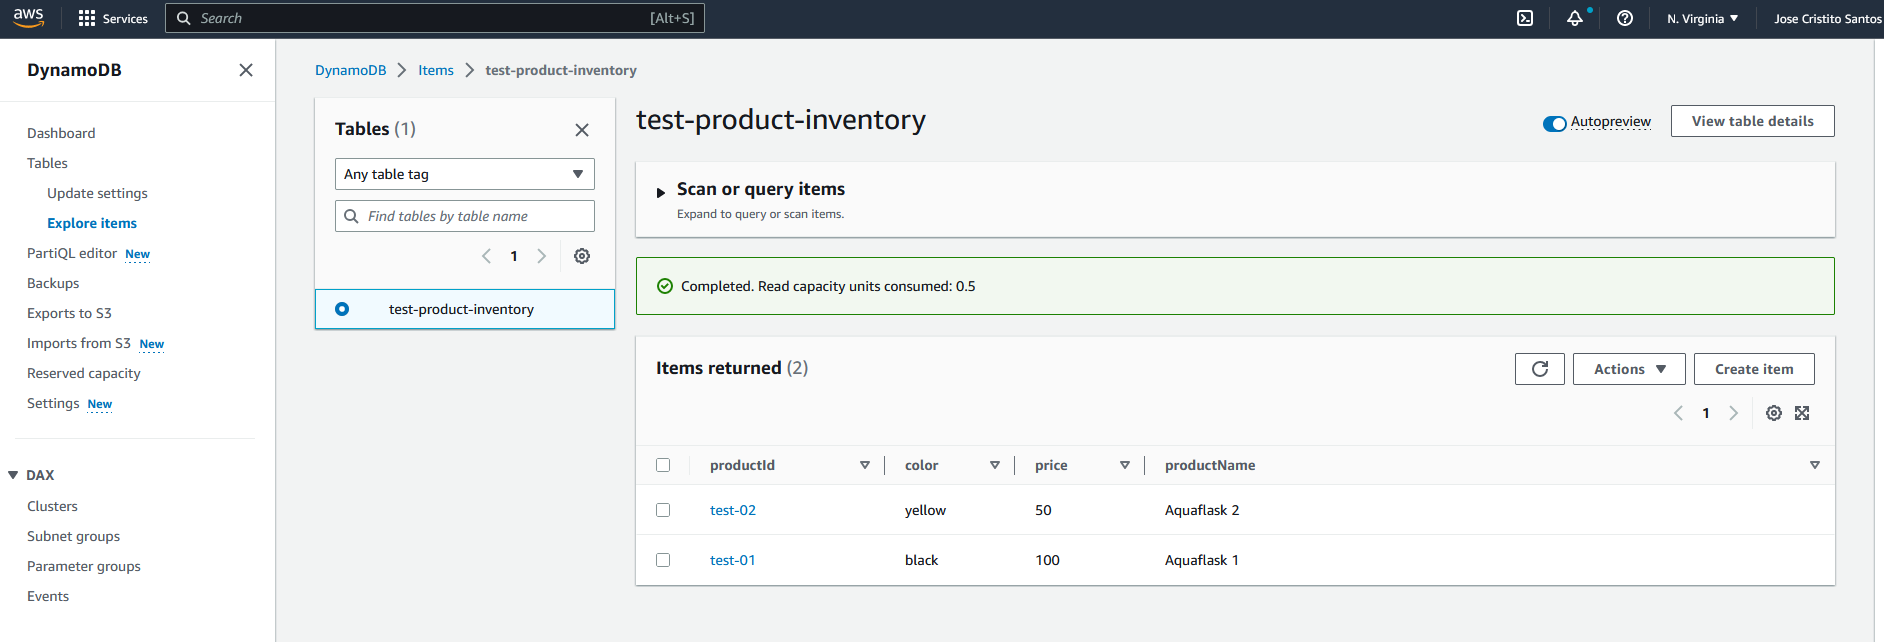 aws Services Search [Alt+S] N. Virginia Jose Cristito Santos
DynamoDB
Dashboard
Tables
Update settings
Explore items
PartiQL editor New
Backups
Exports to S3
Imports from S3 New
Reserved capacity
Settings New
DAX
Clusters
Subnet groups
Parameter groups
Events
DynamoDB Items test-product-inventory
Tables (1)
Any table tag
Find tables by table name
1
test-product-inventory
test-product-inventory
Autopreview View table details
Scan or query items
Expand to query or scan items.
Completed. Read capacity units consumed: 0.5
Items returned (2)
Actions Create item
1
productId color price productName
test-02 yellow 50 Aquaflask 2
test-01 black 100 Aquaflask 1